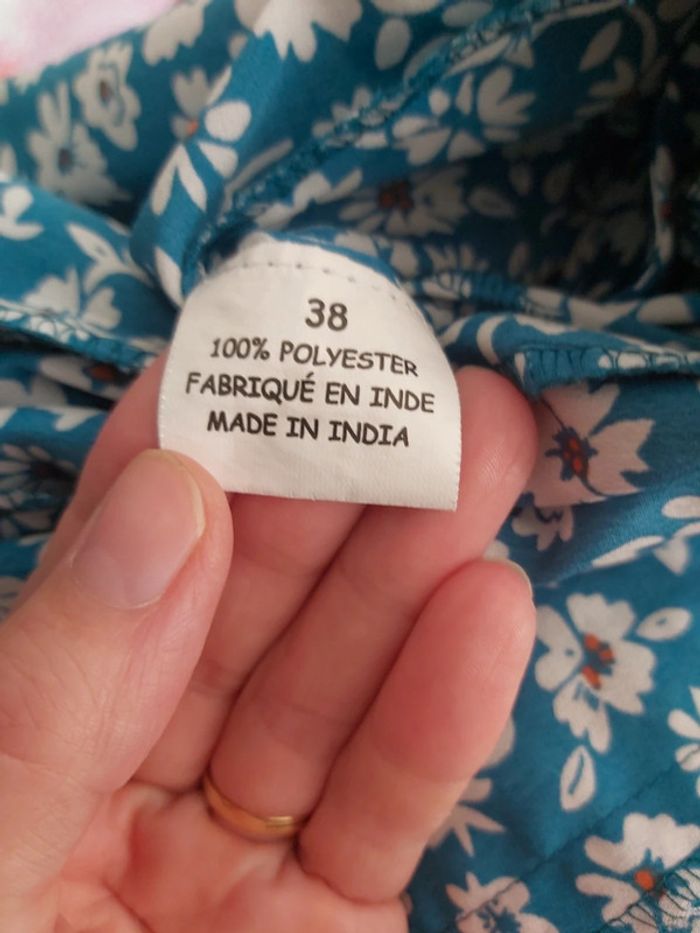 38
100% POLYESTER
FABRIQUÉ EN INDE
MADE IN INDIA